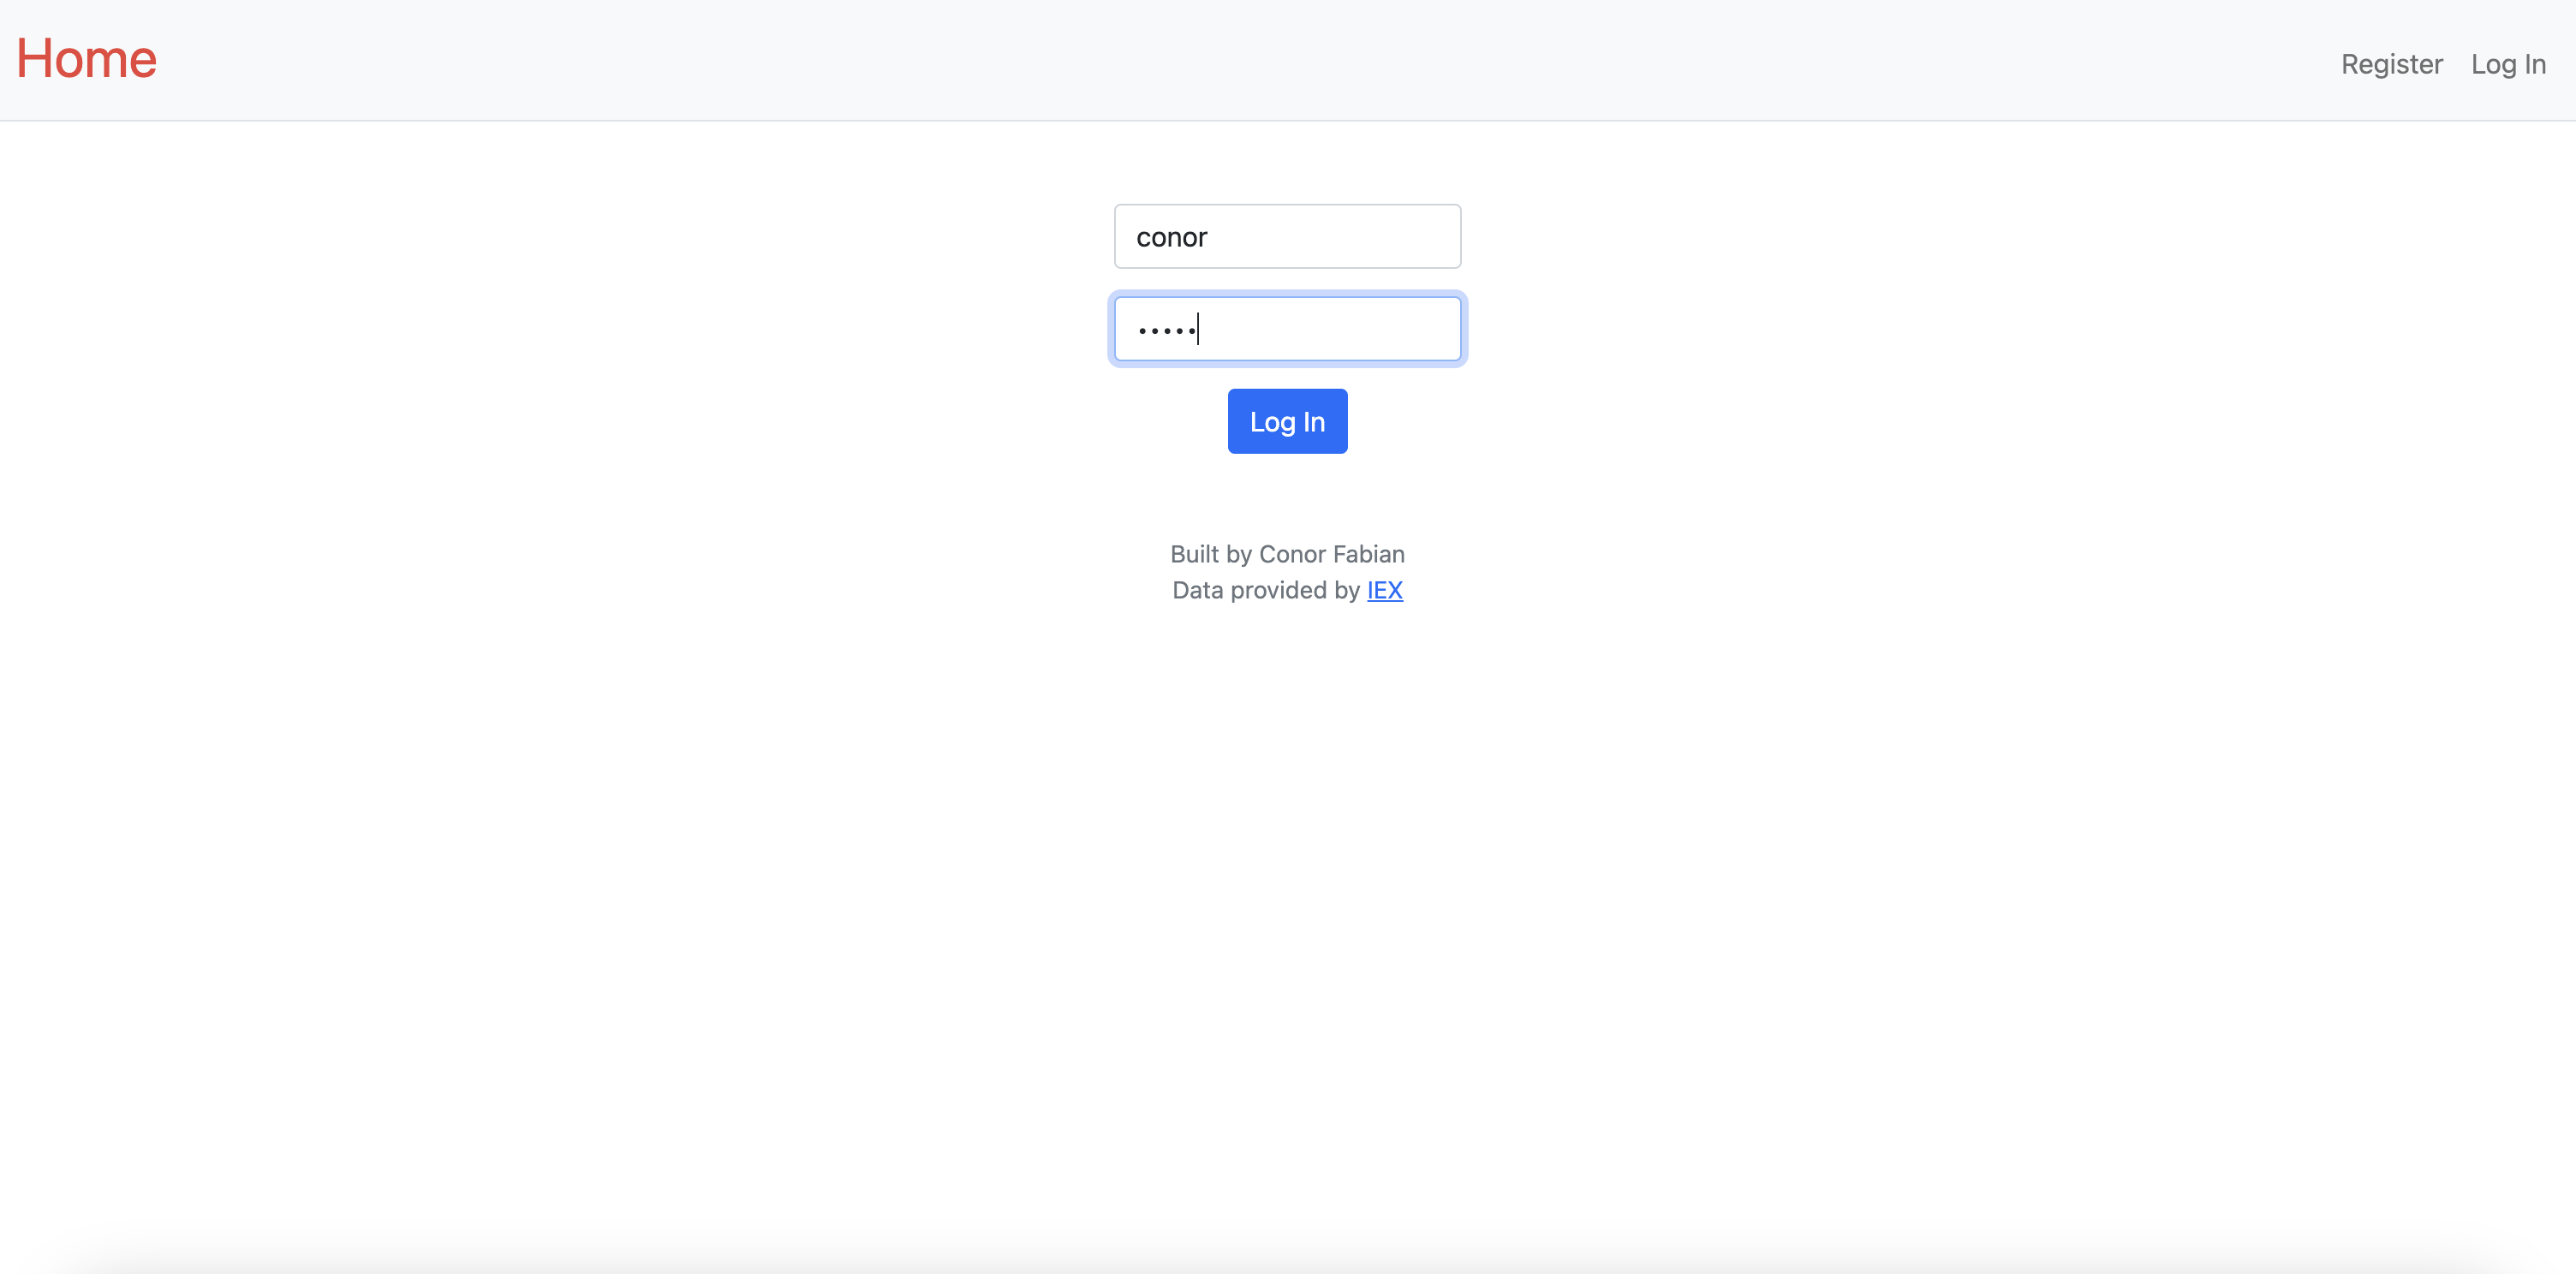 Home
Register Log In
conor
•••••
Log In
Built by Conor Fabian
Data provided by IEX